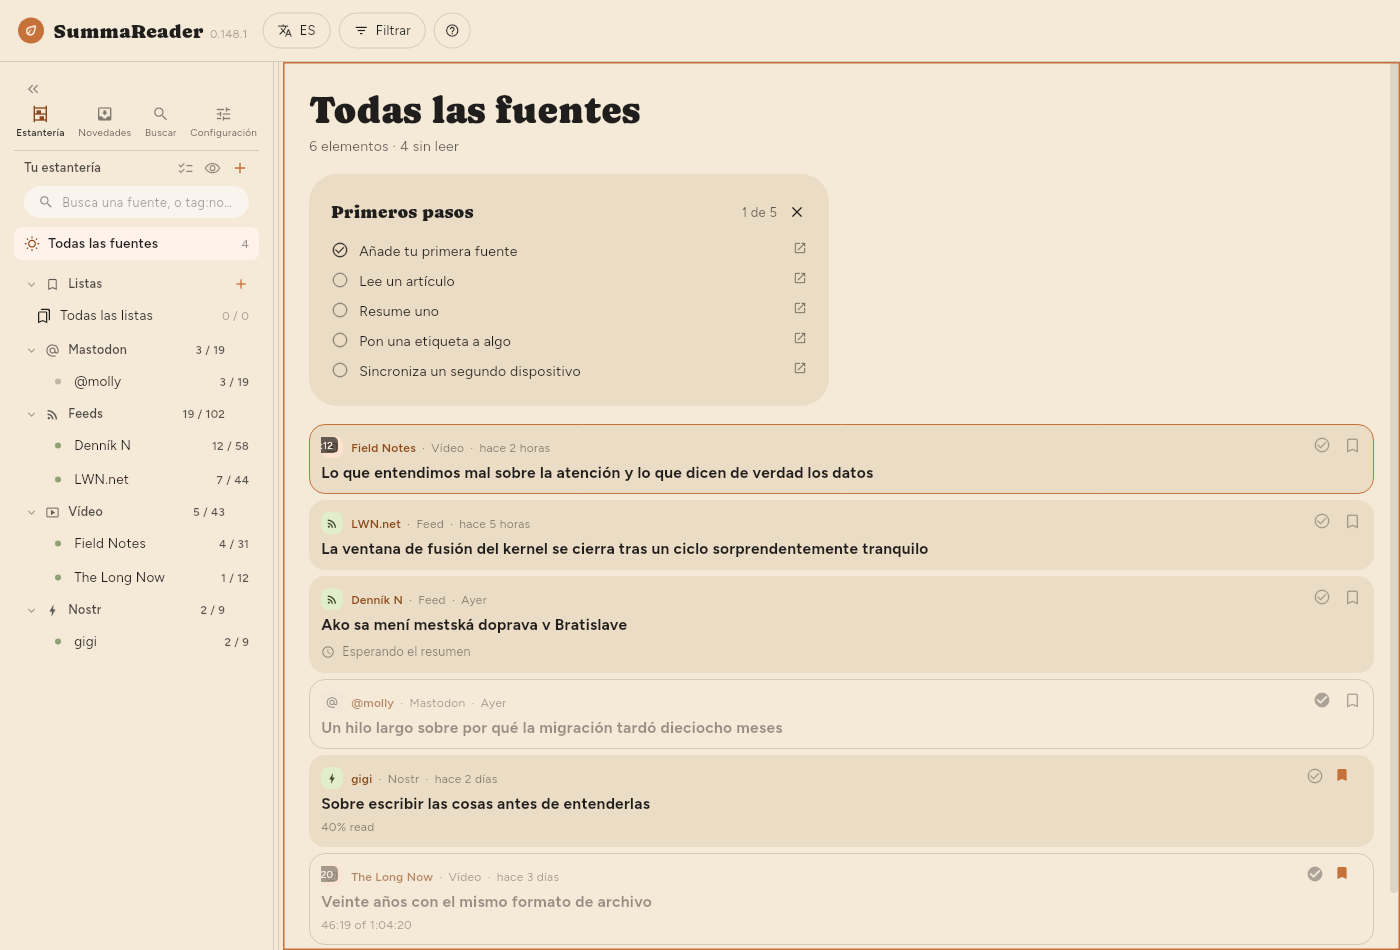 SummaReader 0.148.1 ES Filtrar
Estantería Novedades Buscar Configuración
Tu estantería
Busca una fuente, o tag:no...
Todas las fuentes 4
Listas
Todas las listas 0 / 0
Mastodon 3 / 19
@molly 3 / 19
Feeds 19 / 102
Denník N 12 / 58
LWN.net 7 / 44
Vídeo 5 / 43
Field Notes 4 / 31
The Long Now 1 / 12
Nostr 2 / 9
gigi 2 / 9
Todas las fuentes
6 elementos · 4 sin leer
Primeros pasos 1 de 5
Añade tu primera fuente
Lee un artículo
Resume uno
Pon una etiqueta a algo
Sincroniza un segundo dispositivo
:12 Field Notes · Vídeo · hace 2 horas
Lo que entendimos mal sobre la atención y lo que dicen de verdad los datos
LWN.net · Feed · hace 5 horas
La ventana de fusión del kernel se cierra tras un ciclo sorprendentemente tranquilo
Denník N · Feed · Ayer
Ako sa mení mestská doprava v Bratislave
Esperando el resumen
@molly · Mastodon · Ayer
Un hilo largo sobre por qué la migración tardó dieciocho meses
gigi · Nostr · hace 2 días
Sobre escribir las cosas antes de entenderlas
40% read
20 The Long Now · Vídeo · hace 3 días
Veinte años con el mismo formato de archivo
46:19 of 1:04:20